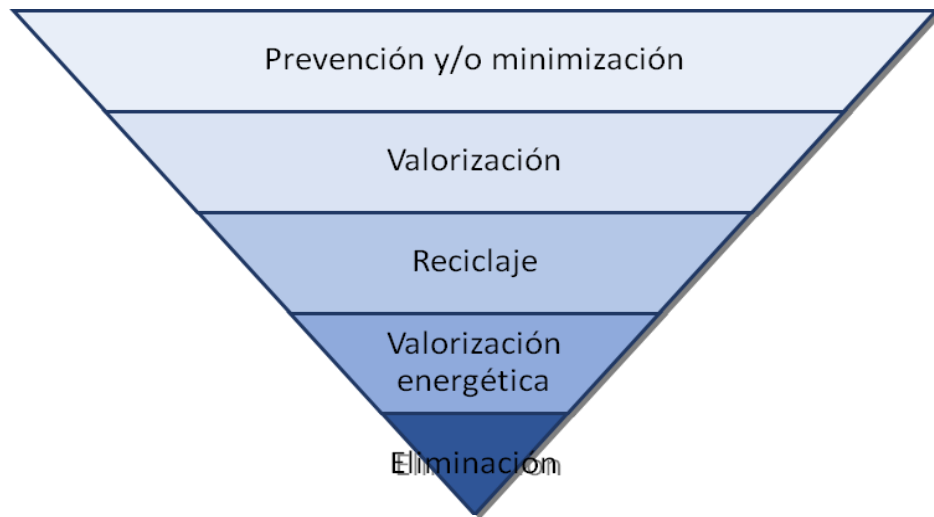 Prevención y/o minimización
Valorización
Reciclaje
Valorización
energética
Eliminación